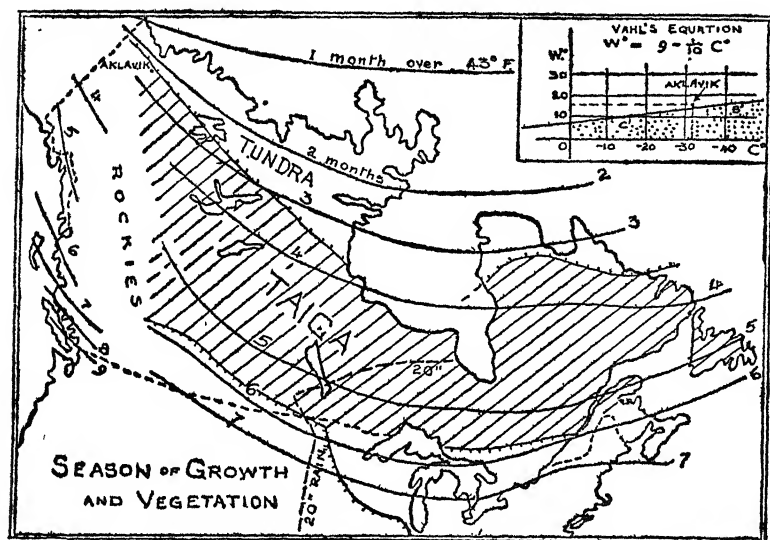 1 month over 43° F
VAHL'S EQUATION
W° = 9 - 1/10 C°
W.°
30
20
10
AKLAVIK
B
C
0 -10 -20 -30 -40 C°
AKLAVIK
TUNDRA
2 months
2
3
3
4
5
6
7
8
9
ROCKIES
4
TAIGA
5
20"
6
7
4
5
6
7
20" RAIN
SEASON OF GROWTH
AND VEGETATION